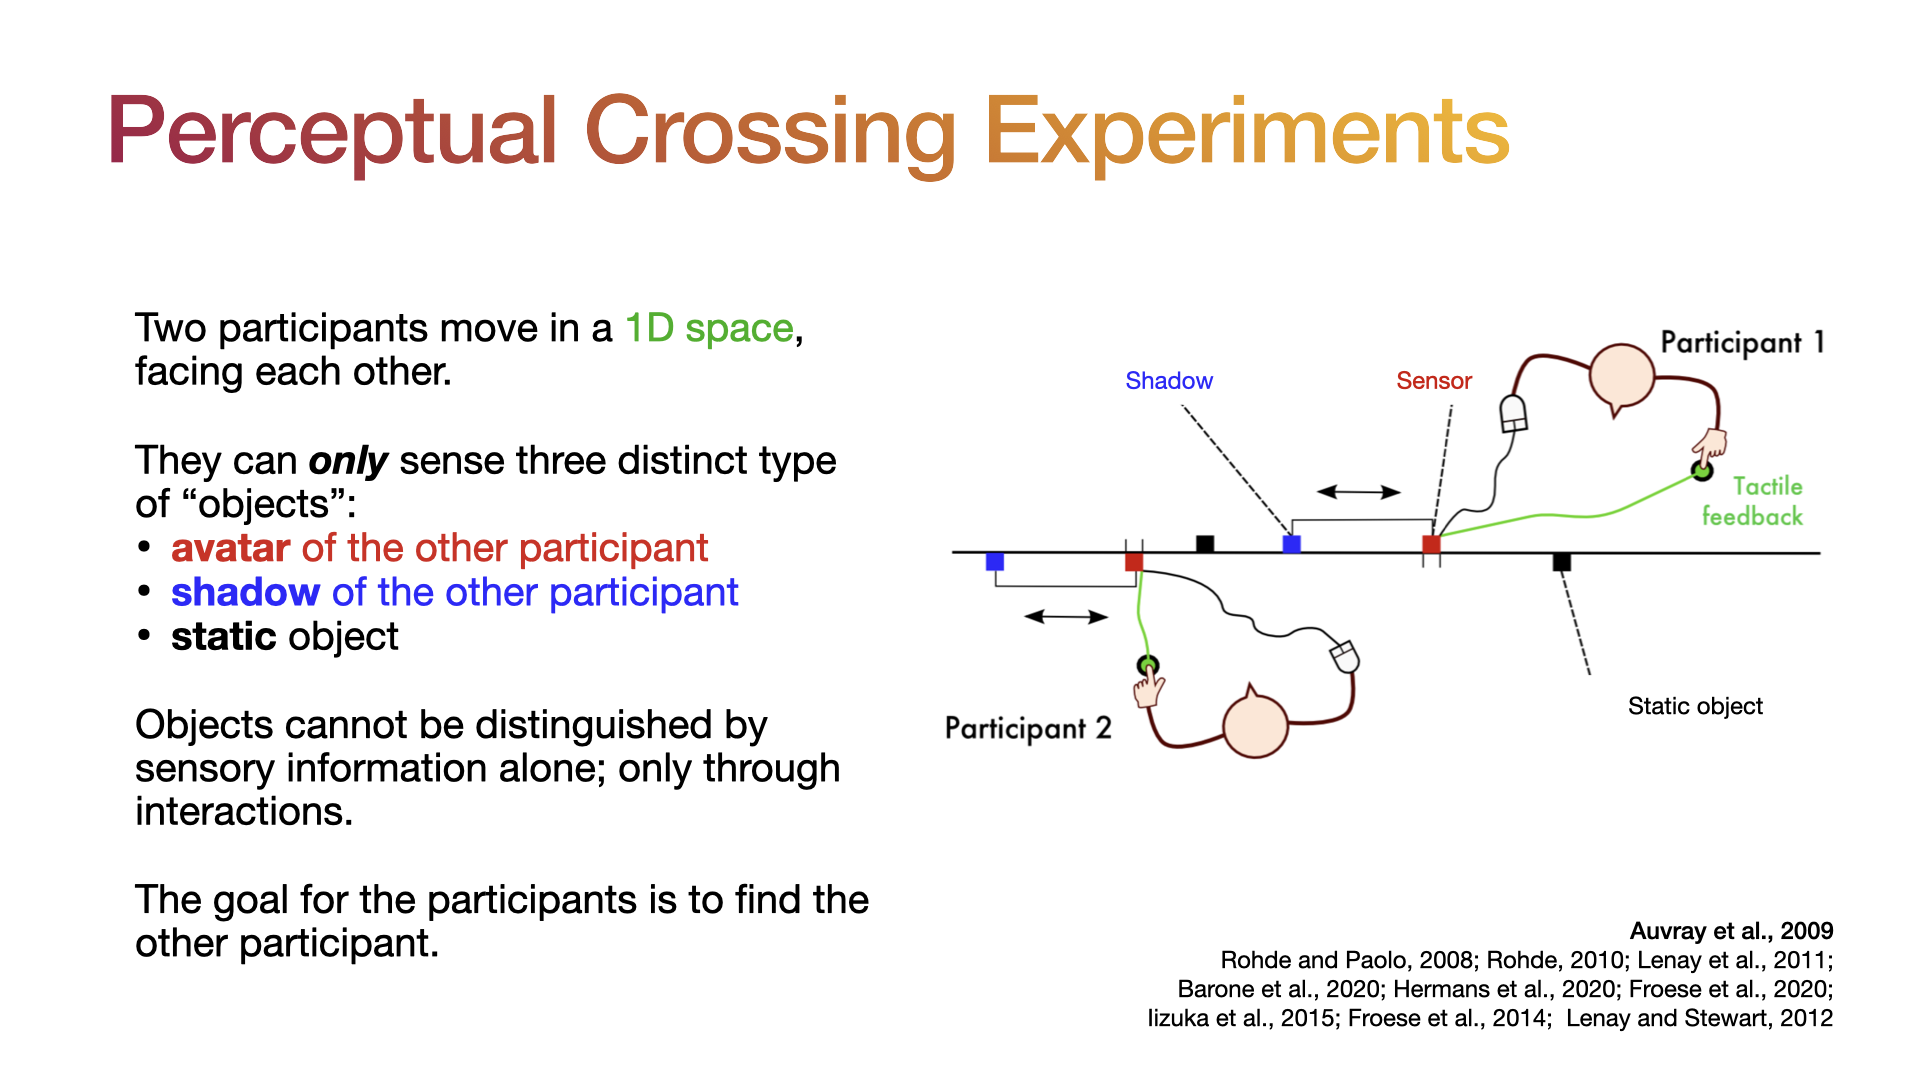 Perceptual Crossing Experiments
Two participants move in a 1D space,
facing each other.
They can only sense three distinct type
of “objects”:
• avatar of the other participant
• shadow of the other participant
• static object
Objects cannot be distinguished by
sensory information alone; only through
interactions.
The goal for the participants is to find the
other participant.
Participant 1
Shadow
Sensor
Tactile
feedback
Static object
Participant 2
Auvray et al., 2009
Rohde and Paolo, 2008; Rohde, 2010; Lenay et al., 2011;
Barone et al., 2020; Hermans et al., 2020; Froese et al., 2020;
Iizuka et al., 2015; Froese et al., 2014;  Lenay and Stewart, 2012